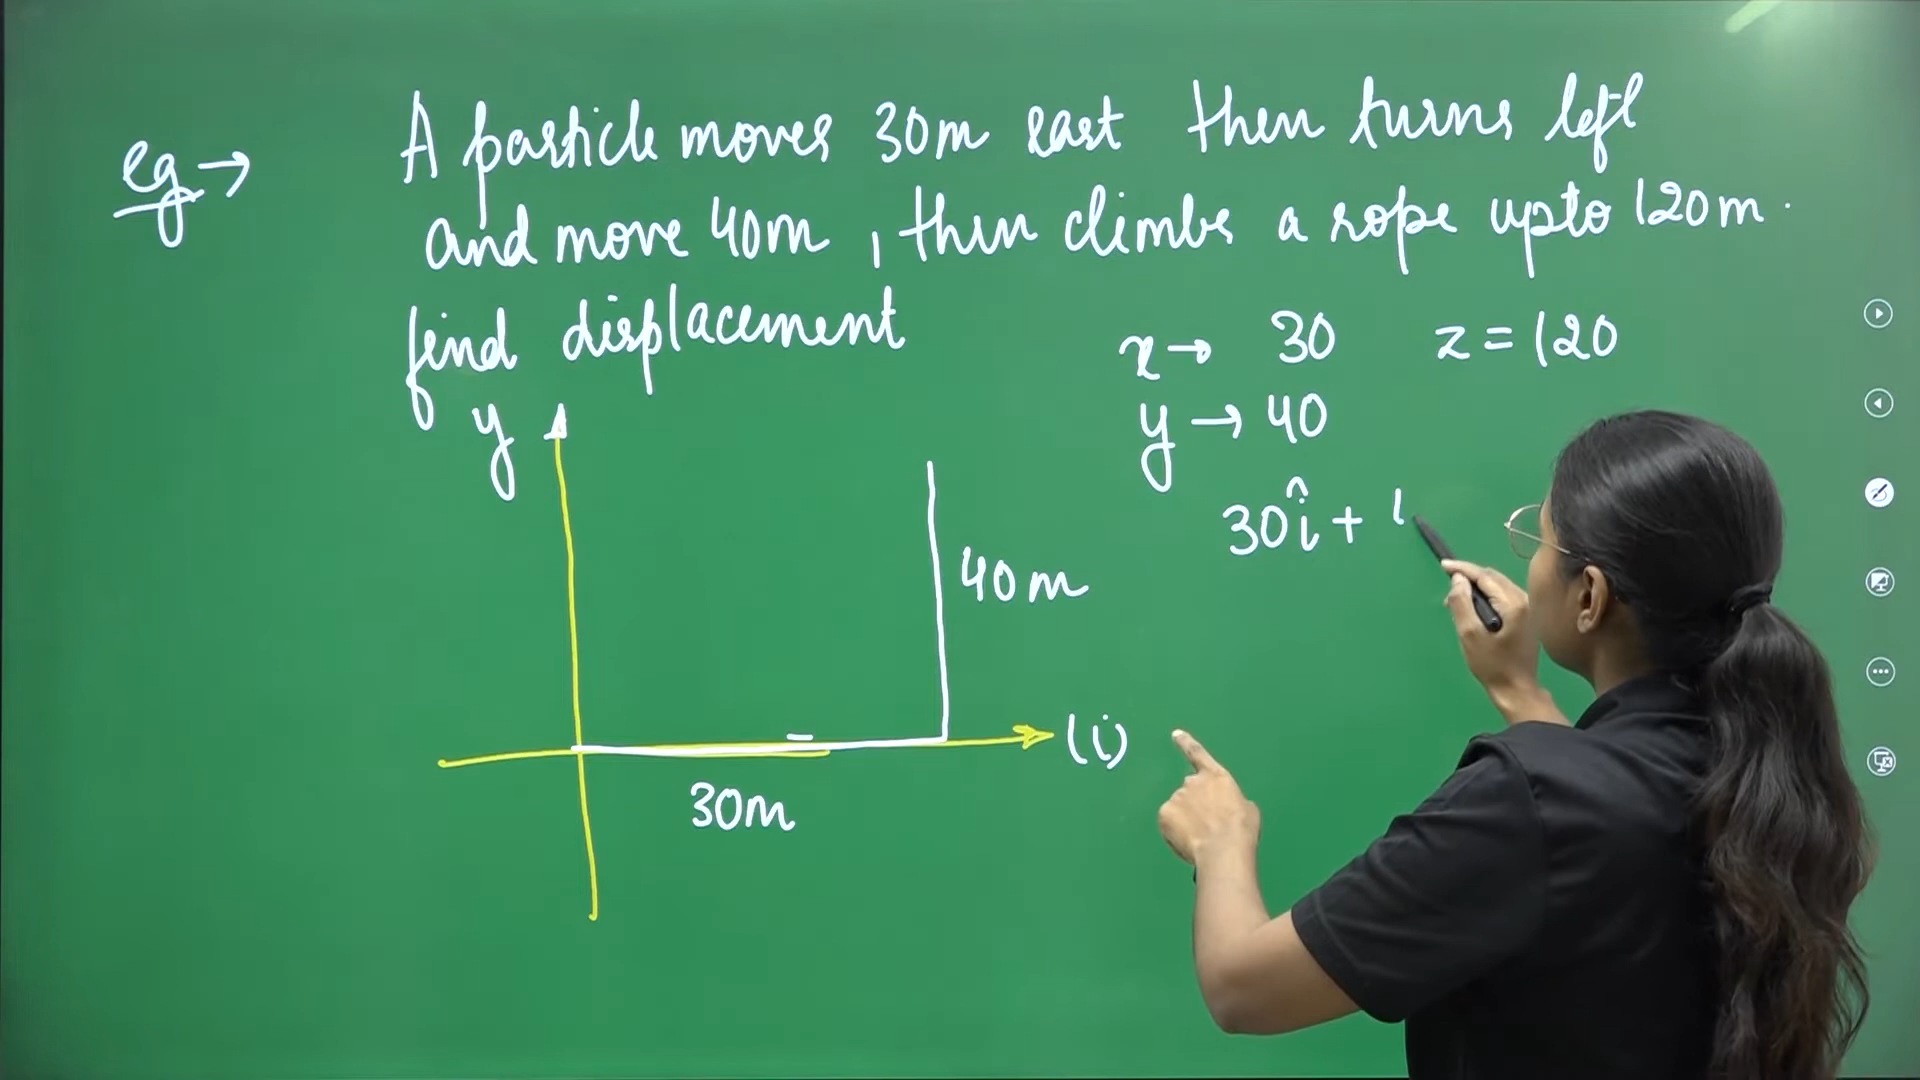 eg → A particle moves 30m east then turns left
and move 40m, then climbs a rope upto 120m.
find displacement
x → 30 z = 120
y → 40
y
30î +
40m
(i)
30m